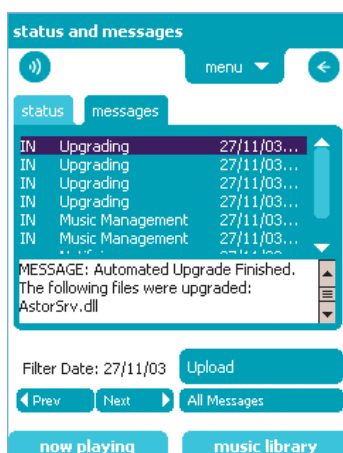 status and messages
menu
status messages
IN Upgrading 27/11/03...
IN Upgrading 27/11/03...
IN Upgrading 27/11/03...
IN Upgrading 27/11/03...
IN Music Management 27/11/03...
IN Music Management 27/11/03...
MESSAGE: Automated Upgrade Finished.
The following files were upgraded:
AstorSrv.dll
Filter Date: 27/11/03 Upload
Prev Next All Messages
now playing music library